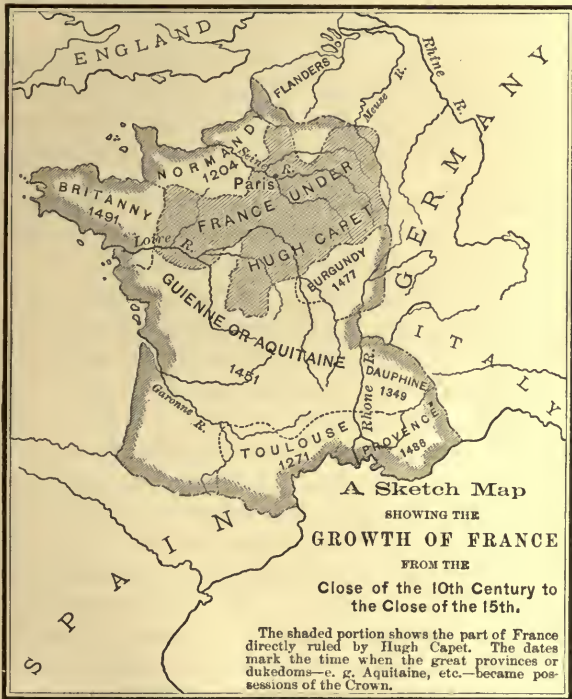 ENGLAND
FLANDERS
Rhine R.
Meuse R.
GERMANY
NORMAND
1204
Seine R.
Paris
BRITANNY
1491
FRANCE UNDER
HUGH CAPET
Loire R.
BURGUNDY
1477
GUIENNE OR AQUITAINE
1451
ITALY
DAUPHINE
1349
Rhone R.
Garonne R.
TOULOUSE
1271
PROVENCE
1486
SPAIN
A Sketch Map
SHOWING THE
GROWTH OF FRANCE
FROM THE
Close of the 10th Century to
the Close of the 15th.
The shaded portion shows the part of France
directly ruled by Hugh Capet. The dates
mark the time when the great provinces or
dukedoms—e. g. Aquitaine, etc.—became pos-
sessions of the Crown.